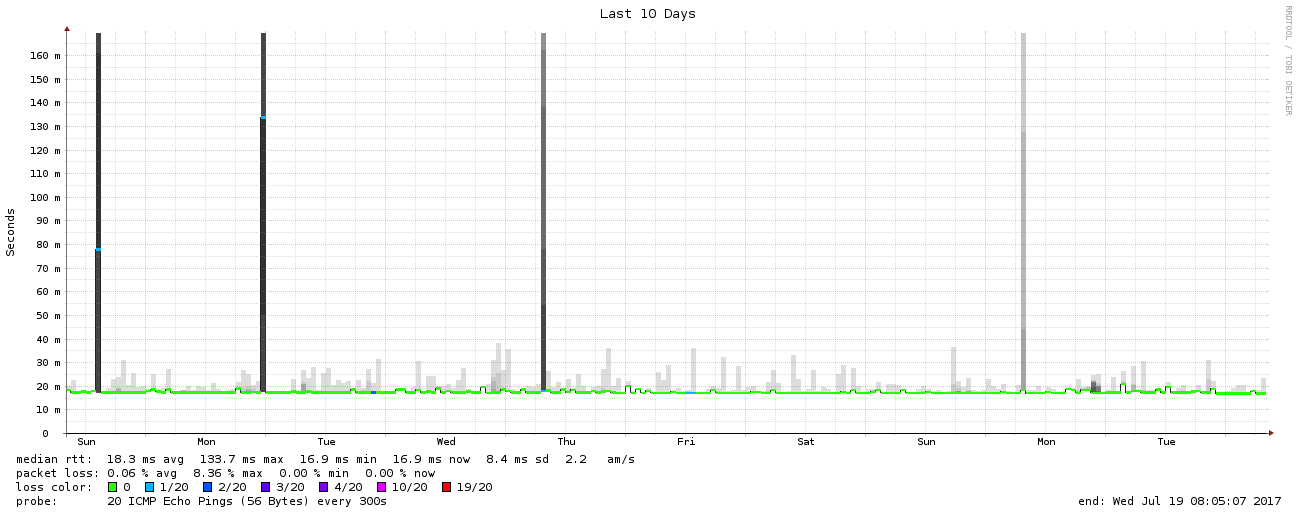 Last 10 Days
RRDTOOL / TOBI OETIKER
Seconds
160 m
150 m
140 m
130 m
120 m
110 m
100 m
90 m
80 m
70 m
60 m
50 m
40 m
30 m
20 m
10 m
0
Sun Mon Tue Wed Thu Fri Sat Sun Mon Tue
median rtt: 18.3 ms avg 133.7 ms max 16.9 ms min 16.9 ms now 8.4 ms sd 2.2 am/s
packet loss: 0.06 % avg 8.36 % max 0.00 % min 0.00 % now
loss color: 0 1/20 2/20 3/20 4/20 10/20 19/20
probe: 20 ICMP Echo Pings (56 Bytes) every 300s end: Wed Jul 19 08:05:07 2017